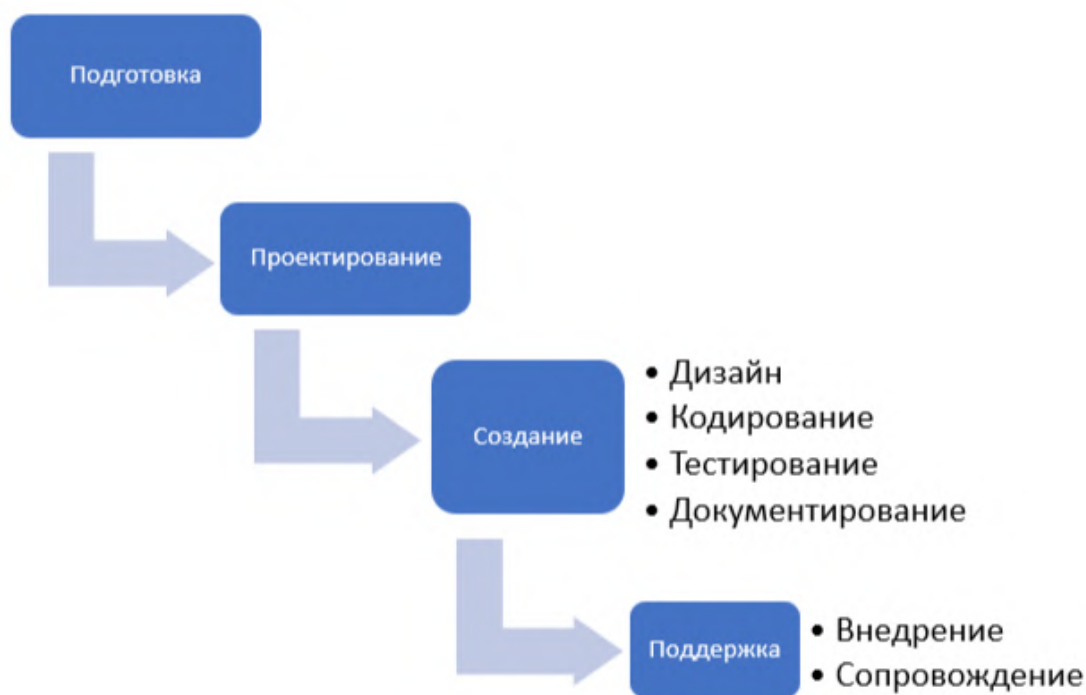 Подготовка
Проектирование
Создание
• Дизайн
• Кодирование
• Тестирование
• Документирование
Поддержка
• Внедрение
• Сопровождение